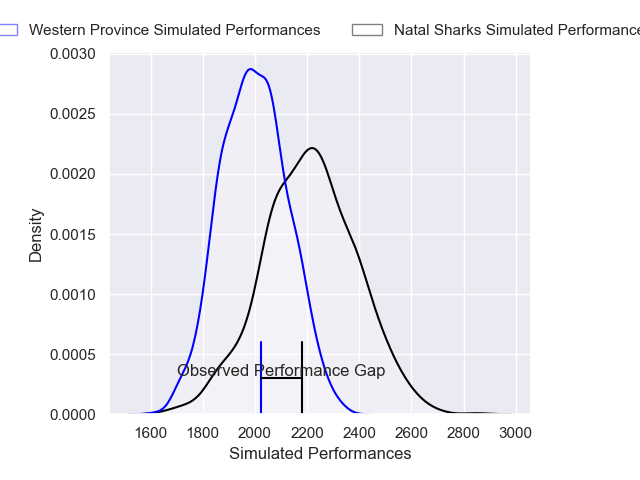 Western Province Simulated Performances
Natal Sharks Simulated Performance
0.0030
0.0025
0.0020
0.0015
0.0010
0.0005
0.0000
Density
Observed Performance Gap
1600 1800 2000 2200 2400 2600 2800 3000
Simulated Performances